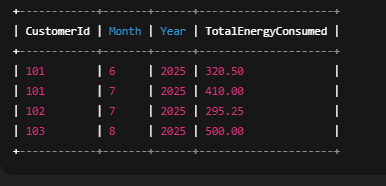 +------------+-------+------+---------------------+
| CustomerId | Month | Year | TotalEnergyConsumed |
+------------+-------+------+---------------------+
| 101        | 6     | 2025 | 320.50              |
| 101        | 7     | 2025 | 410.00              |
| 102        | 7     | 2025 | 295.25              |
| 103        | 8     | 2025 | 500.00              |
+------------+-------+------+---------------------+